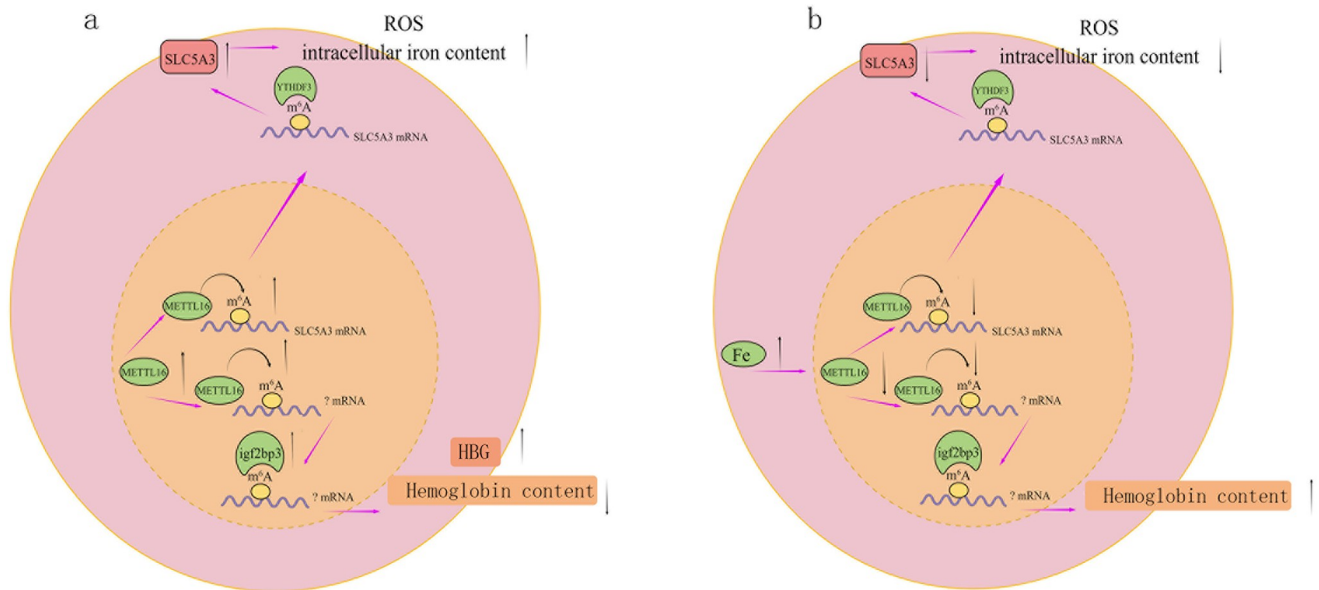 a
ROS
SLC5A3
intracellular iron content
YTHDF3
m⁶A
SLC5A3 mRNA
METTL16
m⁶A
SLC5A3 mRNA
METTL16
METTL16
m⁶A
? mRNA
igf2bp3
m⁶A
? mRNA
HBG
Hemoglobin content
b
ROS
SLC5A3
intracellular iron content
YTHDF3
m⁶A
SLC5A3 mRNA
METTL16
m⁶A
SLC5A3 mRNA
Fe
METTL16
METTL16
m⁶A
? mRNA
igf2bp3
m⁶A
? mRNA
Hemoglobin content